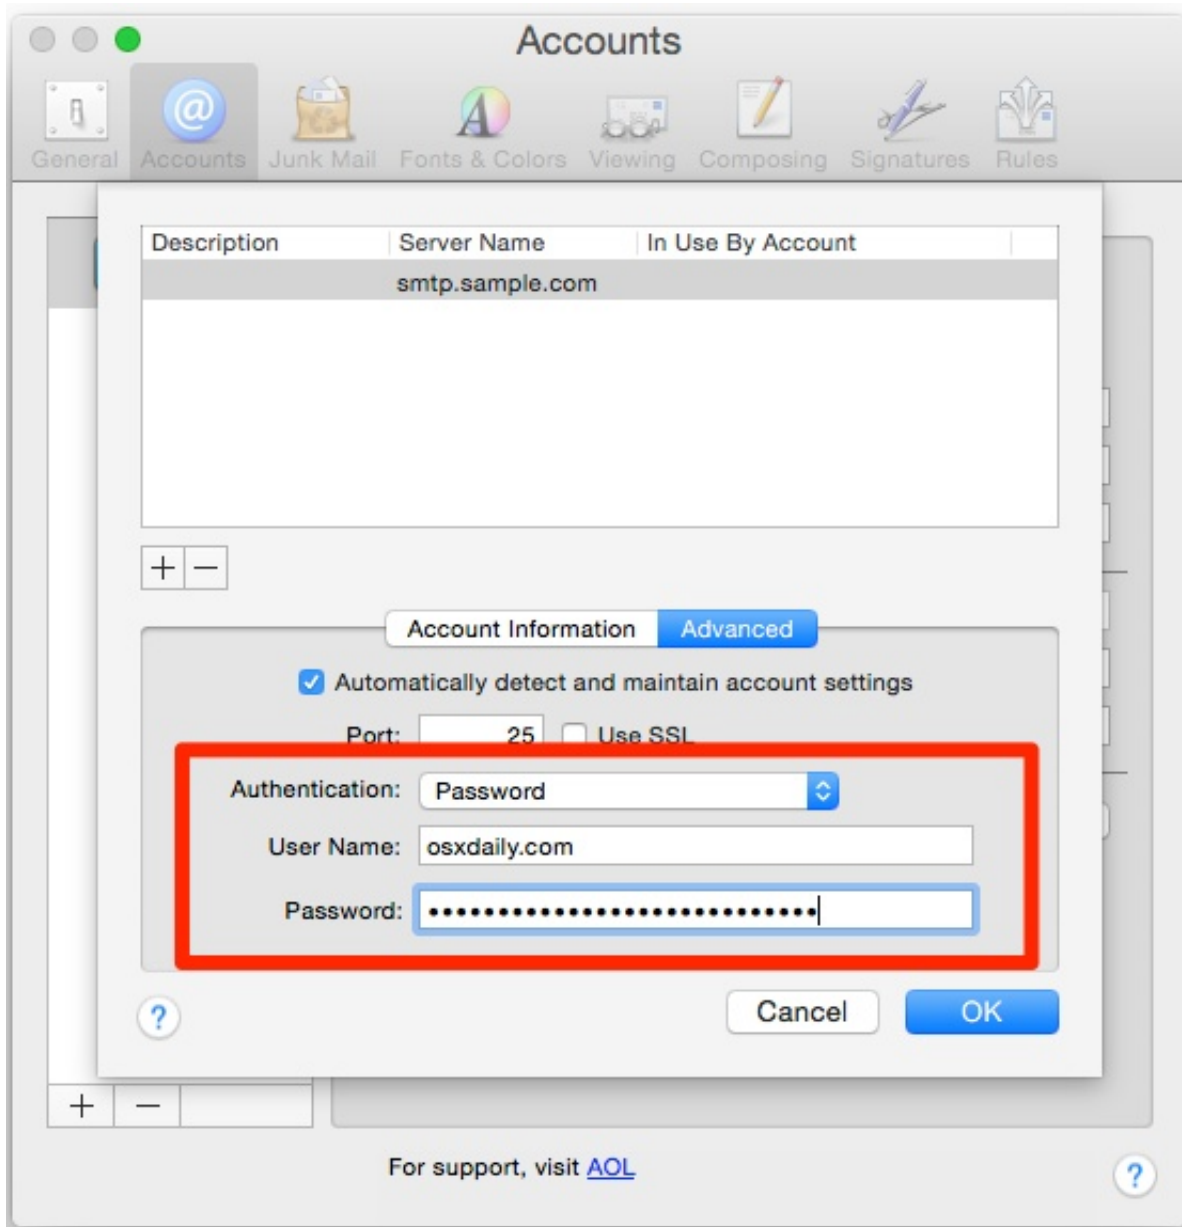 Accounts
General Accounts Junk Mail Fonts & Colors Viewing Composing Signatures Rules
Description Server Name In Use By Account
smtp.sample.com
Account Information Advanced
Automatically detect and maintain account settings
Port: 25 Use SSL
Authentication: Password
User Name: osxdaily.com
Password: ••••••••••••••••••••••••••••
Cancel OK
For support, visit AOL